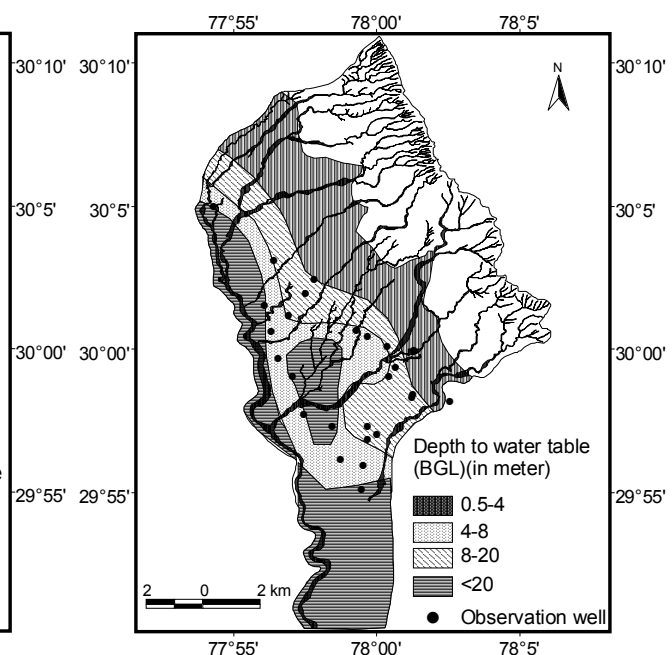 77°55' 78°00' 78°5'
30°10' 30°10' 30°10'
N
30°5' 30°5' 30°5'
30°00' 30°00' 30°00'
Depth to water table
(BGL)(in meter)
29°55' 29°55' 29°55'
0.5-4
4-8
8-20
<20
2 0 2 km
Observation well
77°55' 78°00' 78°5'